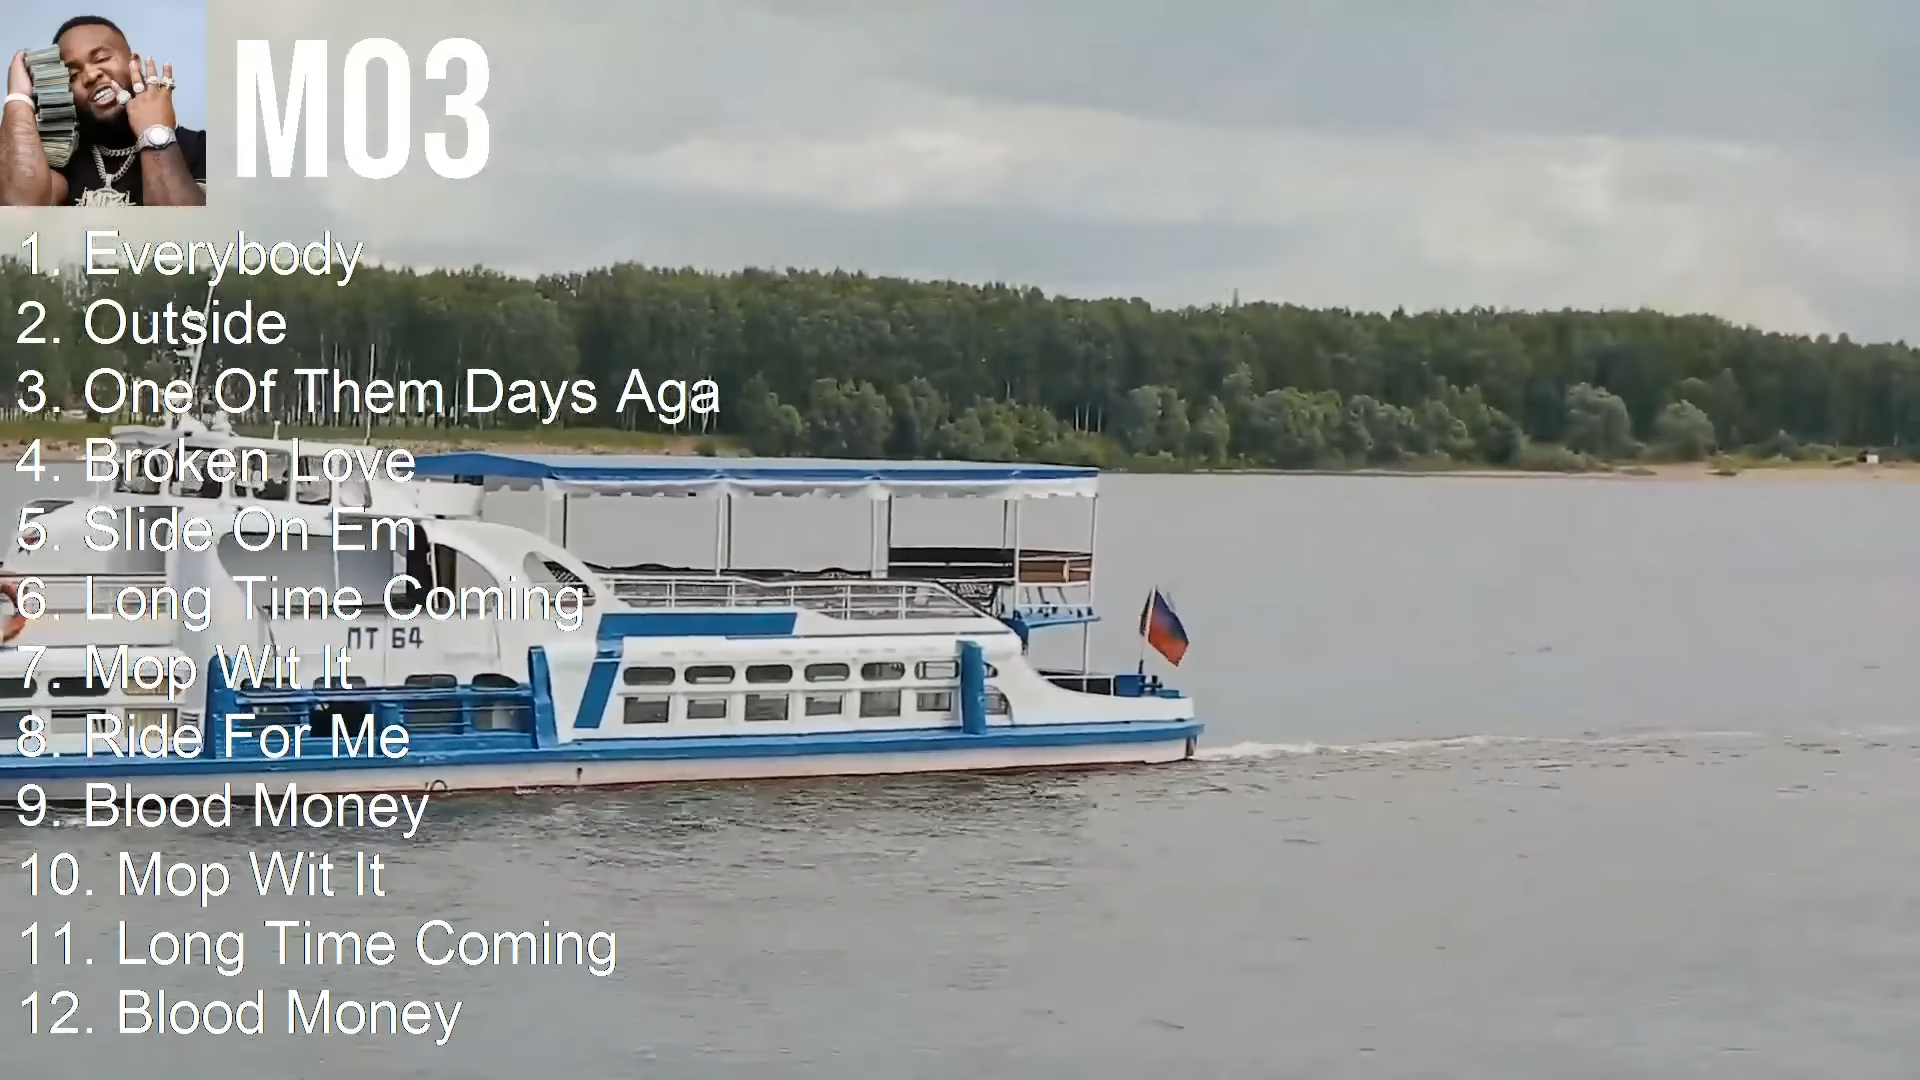 MO3
1. Everybody
2. Outside
3. One Of Them Days Aga
4. Broken Love
5. Slide On Em
6. Long Time Coming
ПТ 64
7. Mop Wit It
8. Ride For Me
9. Blood Money
10. Mop Wit It
11. Long Time Coming
12. Blood Money